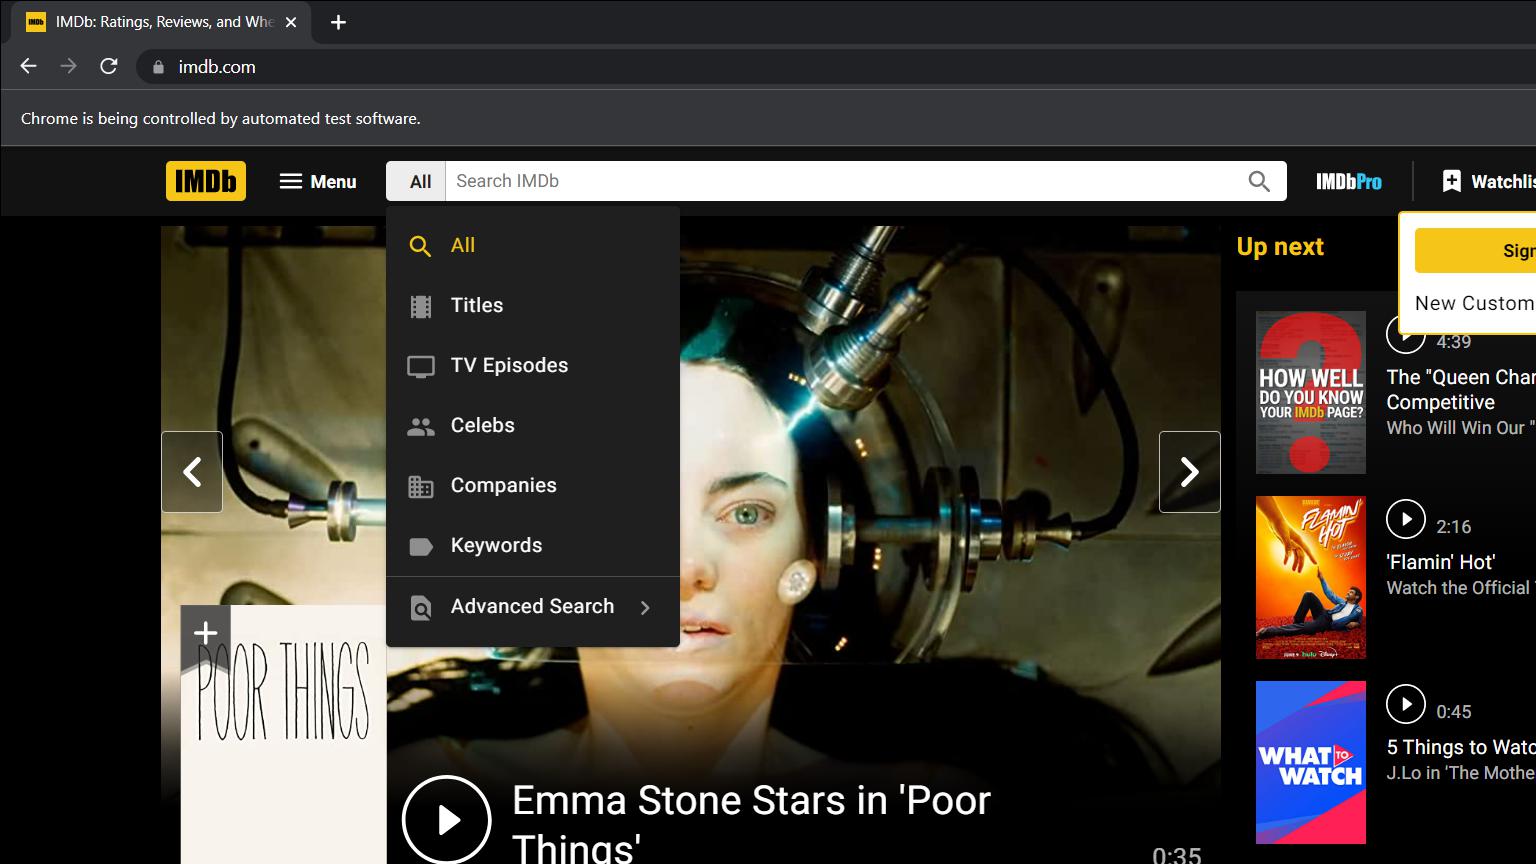 IMDb
IMDb: Ratings, Reviews, and Whe
imdb.com
Chrome is being controlled by automated test software.
IMDb
Menu
All
Search IMDb
IMDbPro
Watchlis
All
Titles
TV Episodes
Celebs
Companies
Keywords
Advanced Search
POOR THINGS
Emma Stone Stars in 'Poor
Things'
0:35
Up next
Sign
New Custom
HOW WELL
DO YOU KNOW
YOUR IMDb PAGE?
4:39
The "Queen Char
Competitive
Who Will Win Our "
FLAMIN'
HOT
hulu Disney+
2:16
'Flamin' Hot'
Watch the Official T
WHAT TO
WATCH
0:45
5 Things to Watc
J.Lo in 'The Mothe